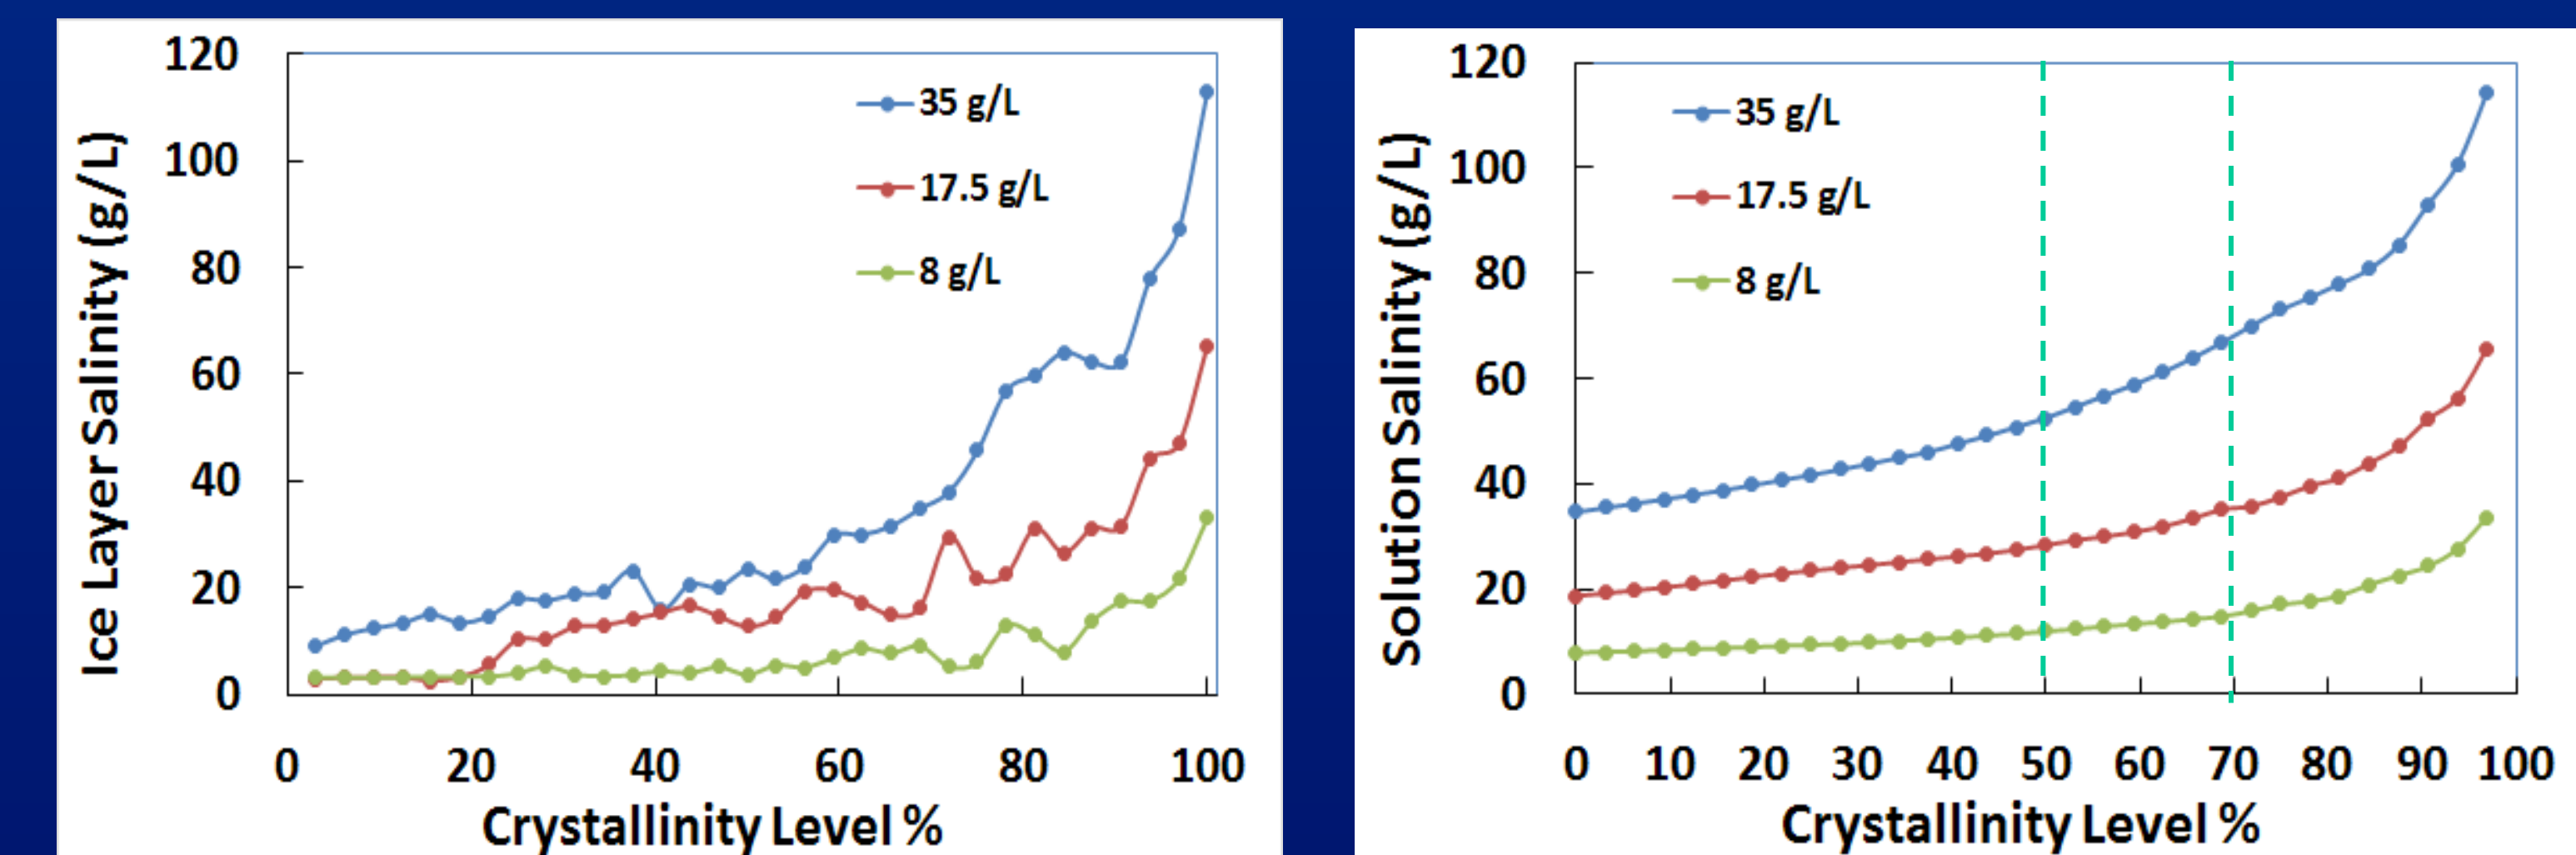 120
100
80
60
40
20
0
Ice Layer Salinity (g/L)
35 g/L
17.5 g/L
8 g/L
0 20 40 60 80 100
Crystallinity Level %
120
100
80
60
40
20
0
Solution Salinity (g/L)
35 g/L
17.5 g/L
8 g/L
0 10 20 30 40 50 60 70 80 90 100
Crystallinity Level %